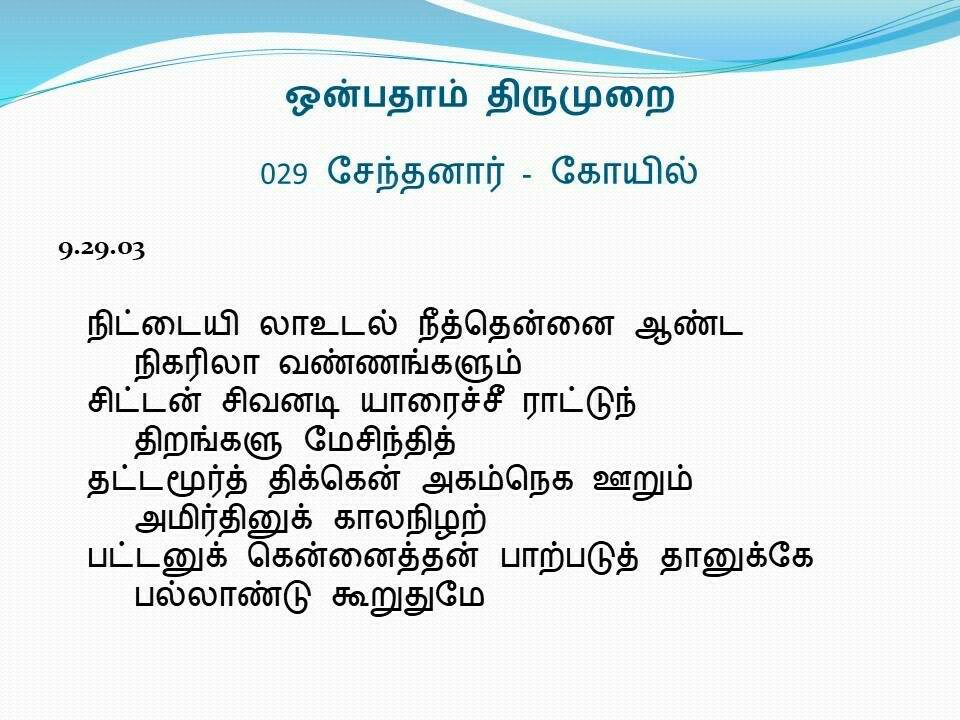 ஒன்பதாம் திருமுறை
029 சேந்தனார் - கோயில்
9.29.03
நிட்டையி லாஉடல் நீத்தென்னை ஆண்ட
நிகரிலா வண்ணங்களும்
சிட்டன் சிவனடி யாரைச்சீ ராட்டுந்
திறங்களு மேசிந்தித்
தட்டமூர்த் திக்கென் அகம்நெக ஊறும்
அமிர்தினுக் காலநிழற்
பட்டனுக் கென்னைத்தன் பாற்படுத் தானுக்கே
பல்லாண்டு கூறுதுமே